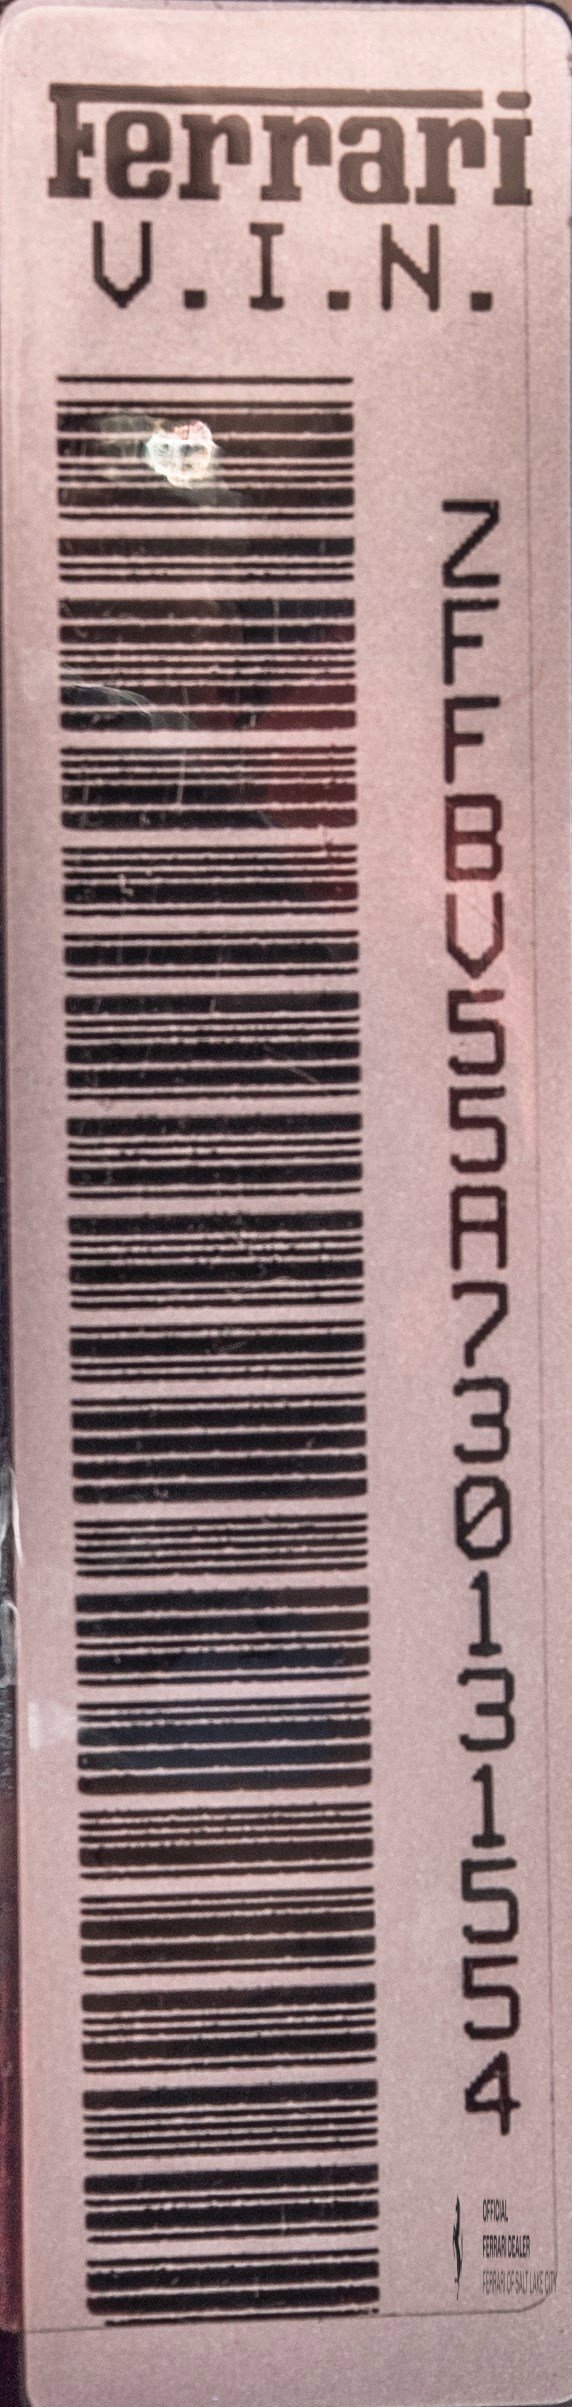 Ferrari
V.I.N.
ZFFBV55A730131554
OFFICIAL
FERRARI DEALER
FERRARI OF SALT LAKE CITY